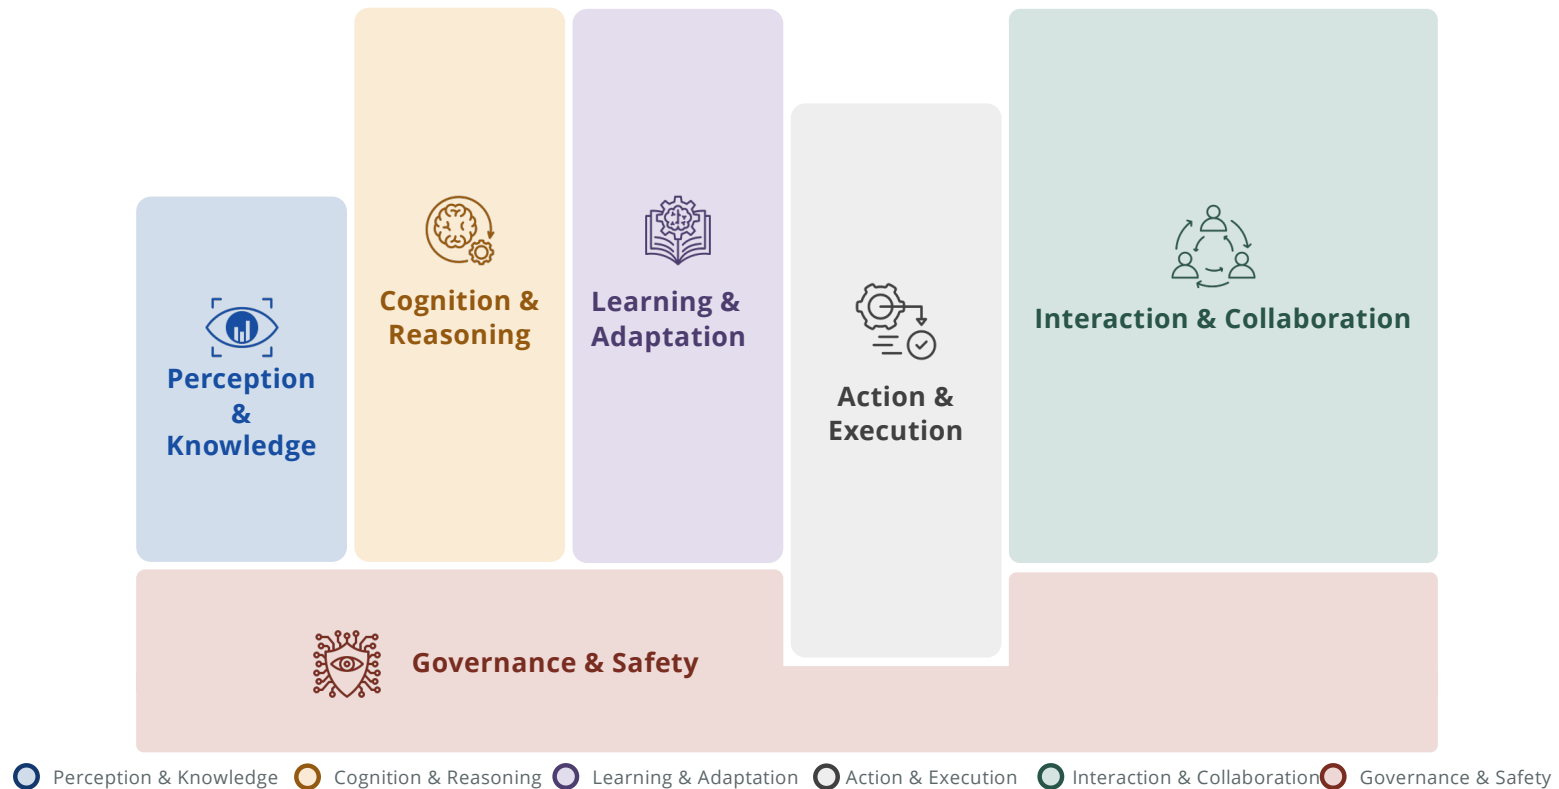 Perception
&
Knowledge
Cognition &
Reasoning
Learning &
Adaptation
Action &
Execution
Interaction & Collaboration
Governance & Safety
Perception & Knowledge
Cognition & Reasoning
Learning & Adaptation
Action & Execution
Interaction & Collaboration
Governance & Safety